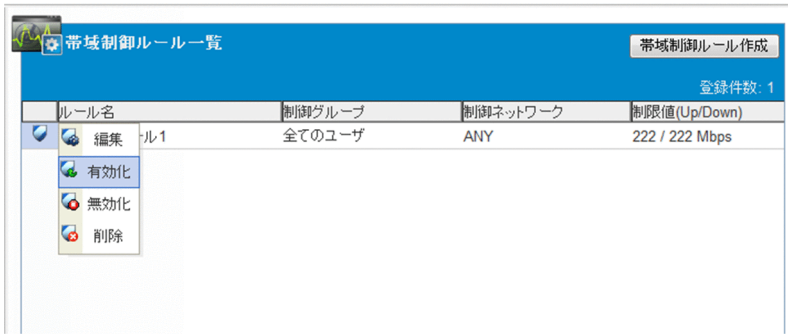 帯域制御ルール一覧
帯域制御ルール作成
登録件数: 1
ルール名 制御グループ 制御ネットワーク 制限値(Up/Down)
ール1 全てのユーザ ANY 222 / 222 Mbps
編集
有効化
無効化
削除